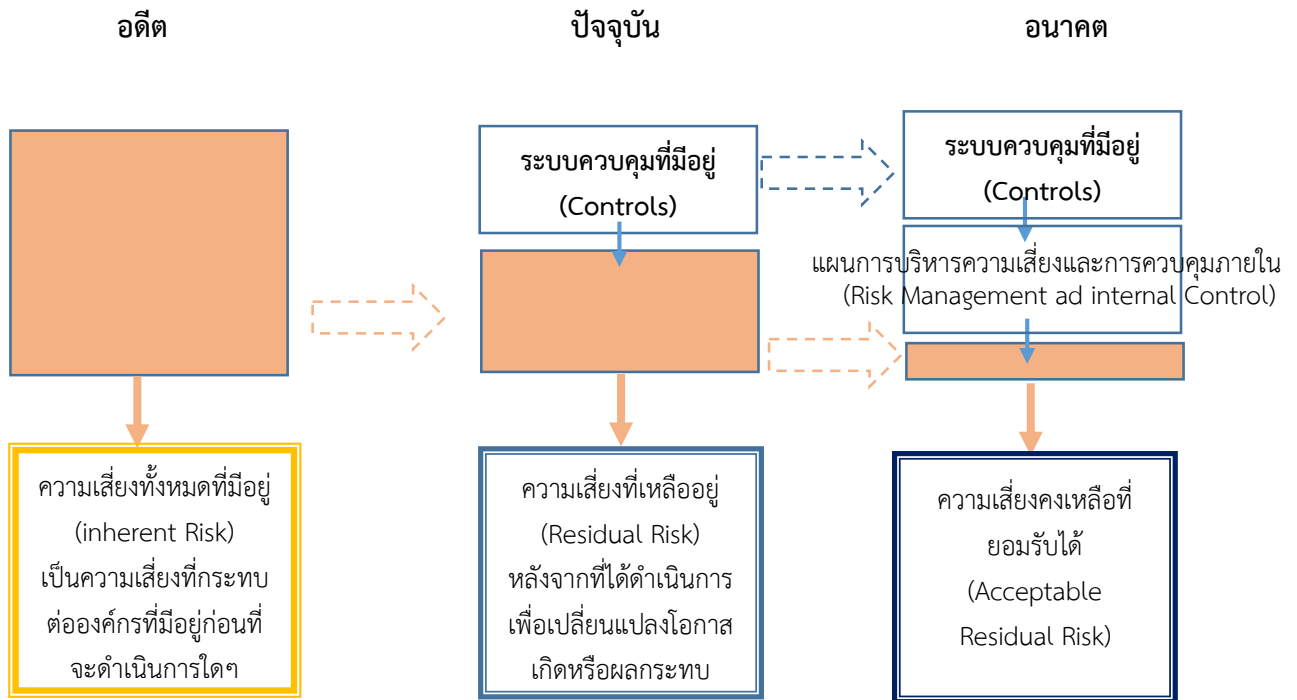 อดีต
ปัจจุบัน
อนาคต
ระบบควบคุมที่มีอยู่
(Controls)
ระบบควบคุมที่มีอยู่
(Controls)
แผนการบริหารความเสี่ยงและการควบคุมภายใน
(Risk Management ad internal Control)
ความเสี่ยงทั้งหมดที่มีอยู่
(inherent Risk)
เป็นความเสี่ยงที่กระทบ
ต่อองค์กรที่มีอยู่ก่อนที่
จะดำเนินการใดๆ
ความเสี่ยงที่เหลืออยู่
(Residual Risk)
หลังจากที่ได้ดำเนินการ
เพื่อเปลี่ยนแปลงโอกาส
เกิดหรือผลกระทบ
ความเสี่ยงคงเหลือที่
ยอมรับได้
(Acceptable
Residual Risk)